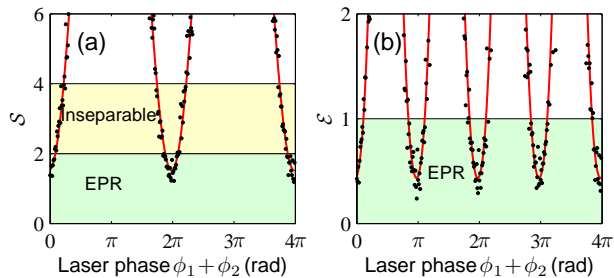 (a)
6
4
2
0
𝒮
Inseparable
EPR
0 π 2π 3π 4π
Laser phase ϕ₁+ϕ₂ (rad)
(b)
2
1
0
ℰ
EPR
0 π 2π 3π 4π
Laser phase ϕ₁+ϕ₂ (rad)